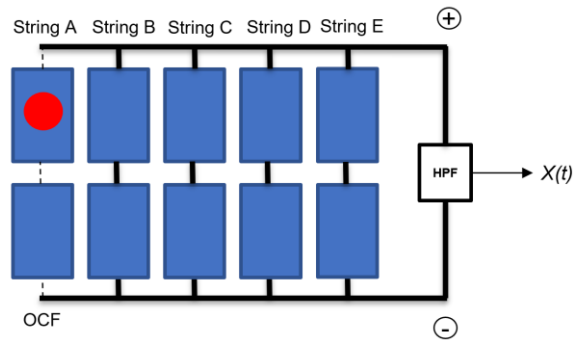 String A String B String C String D String E
+
HPF
X(t)
OCF
-